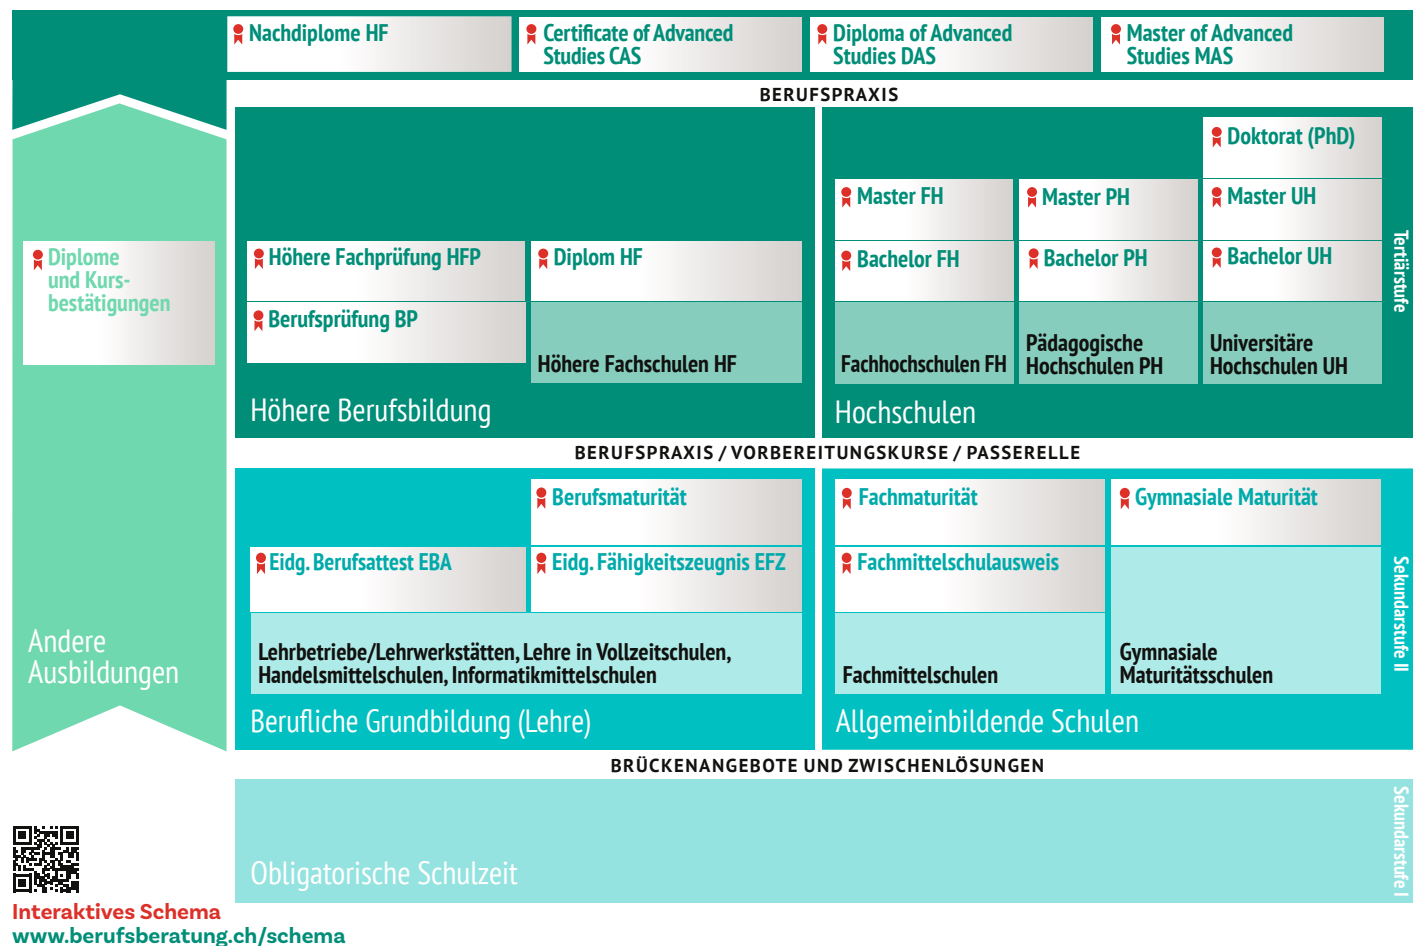 Nachdiplome HF
Certificate of Advanced
Studies CAS
Diploma of Advanced
Studies DAS
Master of Advanced
Studies MAS
BERUFSPRAXIS
Diplome
und Kurs-
bestätigungen
Andere
Ausbildungen
Höhere Fachprüfung HFP
Berufsprüfung BP
Diplom HF
Höhere Fachschulen HF
Höhere Berufsbildung
Master FH
Bachelor FH
Fachhochschulen FH
Master PH
Bachelor PH
Pädagogische
Hochschulen PH
Doktorat (PhD)
Master UH
Bachelor UH
Universitäre
Hochschulen UH
Hochschulen
Tertiärstufe
BERUFSPRAXIS / VORBEREITUNGSKURSE / PASSERELLE
Berufsmaturität
Eidg. Berufsattest EBA
Eidg. Fähigkeitszeugnis EFZ
Lehrbetriebe/Lehrwerkstätten, Lehre in Vollzeitschulen,
Handelsmittelschulen, Informatikmittelschulen
Berufliche Grundbildung (Lehre)
Fachmaturität
Fachmittelschulausweis
Fachmittelschulen
Gymnasiale Maturität
Gymnasiale
Maturitätsschulen
Allgemeinbildende Schulen
Sekundarstufe II
BRÜCKENANGEBOTE UND ZWISCHENLÖSUNGEN
Obligatorische Schulzeit
Sekundarstufe I
Interaktives Schema
www.berufsberatung.ch/schema